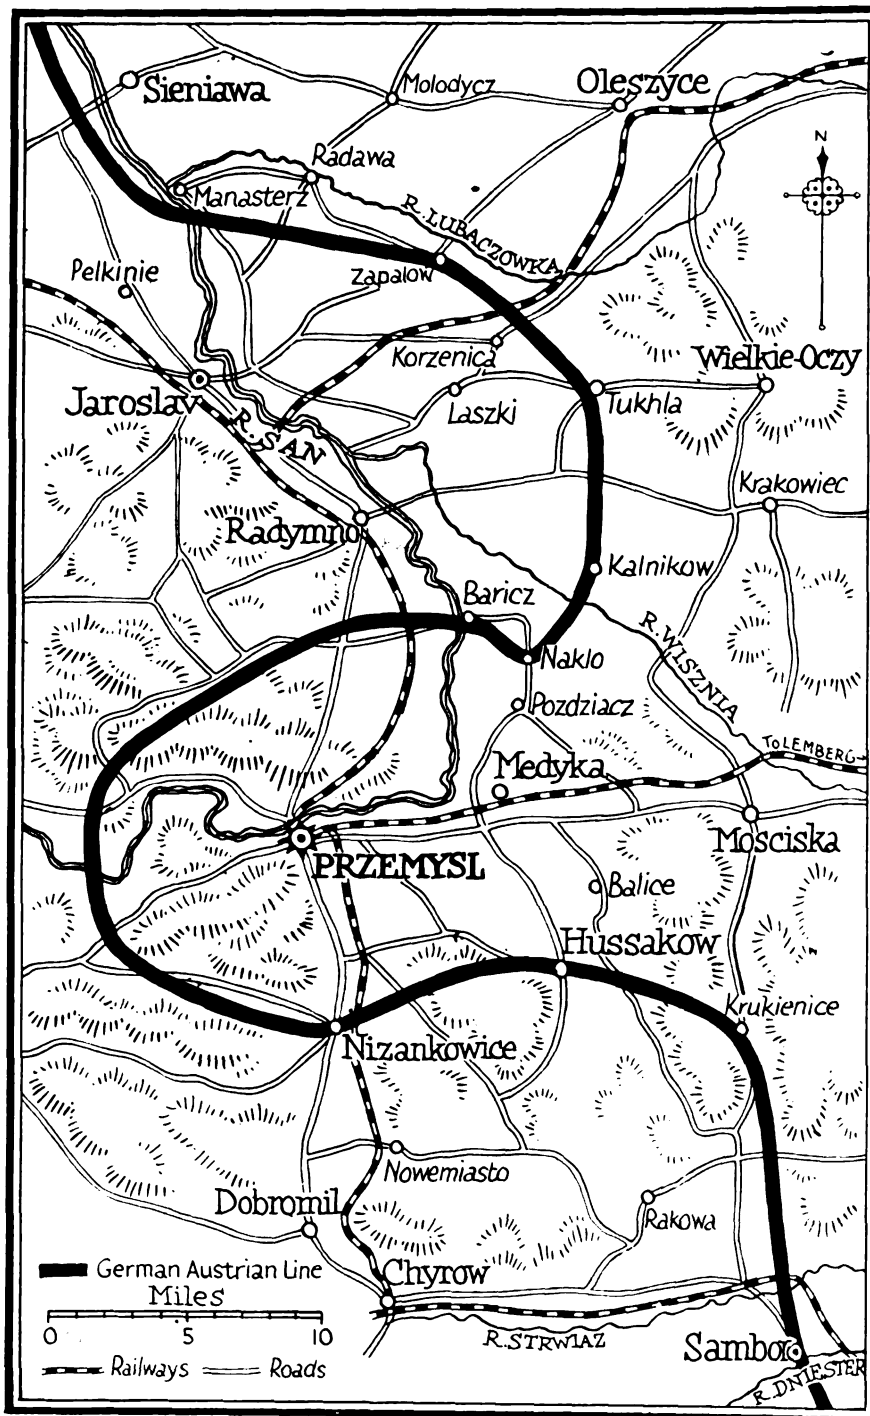 Sieniawa
Molodycz
Oleszyce
N
Radawa
Manasterz
R. LUBACZOWKA
Pelkinie
Zapalow
Korzenica
Wielkie-Oczy
Jaroslav
Laszki
Tukhla
R. SAN
Krakowiec
Radymno
Kalnikow
Baricz
R. WISZNIA
Naklo
Pozdziacz
To LEMBERG
Medyka
Mosciska
PRZEMYSL
Balice
Hussakow
Krukienice
Nizankowice
Nowemiasto
Dobromil
Rakowa
German Austrian Line
Chyrow
Miles
0 5 10
R. STRWIAZ
Sambor
Railways Roads
R. DNIESTER